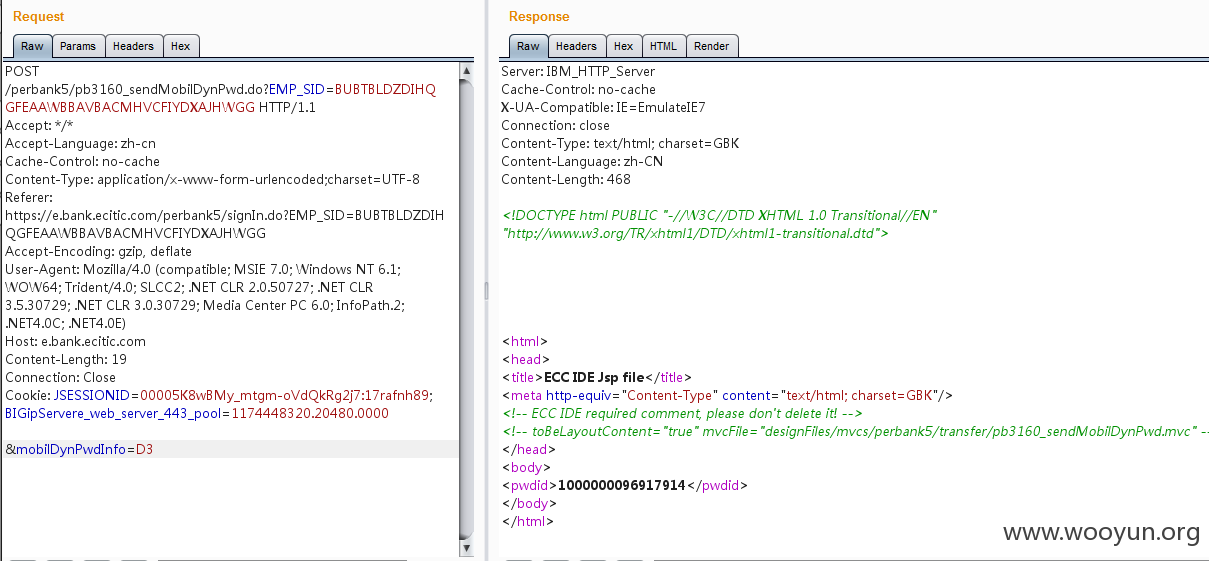 Request
Raw Params Headers Hex
POST
/perbank5/pb3160_sendMobilDynPwd.do?EMP_SID=BUBTBLDZDIHQ
GFEAAWBBAVBACMHVCFIYDXAJHWGG HTTP/1.1
Accept: */*
Accept-Language: zh-cn
Cache-Control: no-cache
Content-Type: application/x-www-form-urlencoded;charset=UTF-8
Referer:
https://e.bank.ecitic.com/perbank5/signIn.do?EMP_SID=BUBTBLDZDIH
QGFEAAWBBAVBACMHVCFIYDXAJHWGG
Accept-Encoding: gzip, deflate
User-Agent: Mozilla/4.0 (compatible; MSIE 7.0; Windows NT 6.1;
WOW64; Trident/4.0; SLCC2; .NET CLR 2.0.50727; .NET CLR
3.5.30729; .NET CLR 3.0.30729; Media Center PC 6.0; InfoPath.2;
.NET4.0C; .NET4.0E)
Host: e.bank.ecitic.com
Content-Length: 19
Connection: Close
Cookie: JSESSIONID=00005K8wBMy_mtgm-oVdQkRg2j7:17rafnh89;
BIGipServere_web_server_443_pool=1174448320.20480.0000
&mobilDynPwdInfo=D3
Response
Raw Headers Hex HTML Render
Server: IBM_HTTP_Server
Cache-Control: no-cache
X-UA-Compatible: IE=EmulateIE7
Connection: close
Content-Type: text/html; charset=GBK
Content-Language: zh-CN
Content-Length: 468
<!DOCTYPE html PUBLIC "-//W3C//DTD XHTML 1.0 Transitional//EN"
"http://www.w3.org/TR/xhtml1/DTD/xhtml1-transitional.dtd">
<html>
<head>
<title>ECC IDE Jsp file</title>
<meta http-equiv="Content-Type" content="text/html; charset=GBK"/>
<!-- ECC IDE required comment, please don't delete it! -->
<!-- toBeLayoutContent="true" mvcFile="designFiles/mvcs/perbank5/transfer/pb3160_sendMobilDynPwd.mvc" -
</head>
<body>
<pwdid>1000000096917914</pwdid>
</body>
</html>
www.wooyun.org